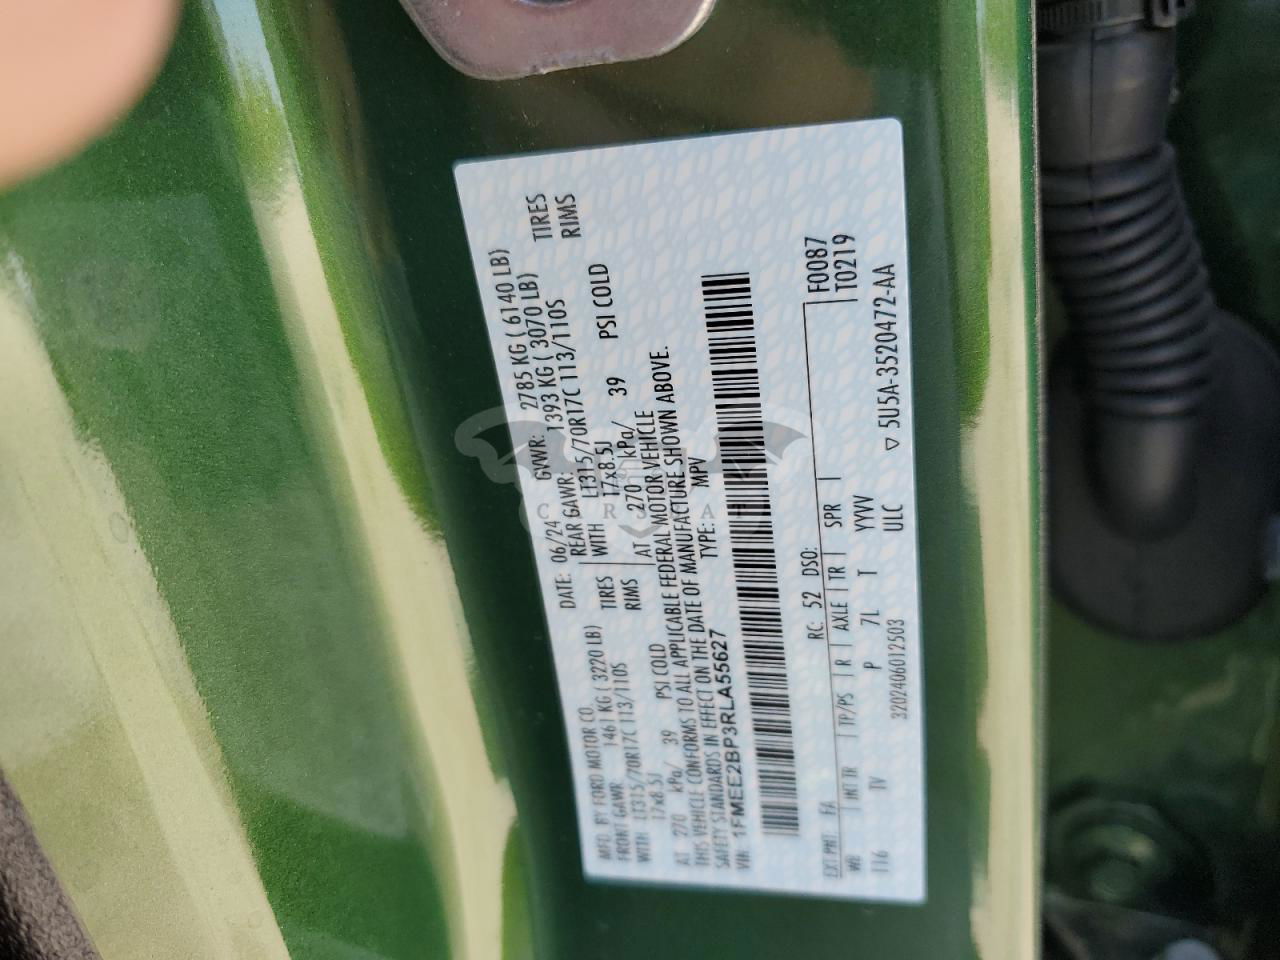 MFD. BY FORD MOTOR CO.
DATE: 06/24 GVWR: 2785 KG ( 6140 LB)
FRONT GAWR 1461 KG ( 3220 LB) REAR GAWR: 1393 KG ( 3070 LB)
WITH LT315/70R17C 113/110S TIRES WITH LT315/70R17C 113/110S TIRES
17x8.5J RIMS 17x8.5J RIMS
AT 270 kPa/ 39 PSI COLD AT 270 kPa/ 39 PSI COLD
THIS VEHICLE CONFORMS TO ALL APPLICABLE FEDERAL MOTOR VEHICLE
SAFETY STANDARDS IN EFFECT ON THE DATE OF MANUFACTURE SHOWN ABOVE.
VIN: 1FMEE2BP3RLA55627 TYPE: MPV
EXT PNT: FA RC: 52 DSO: F0087
WB INT TR TP/PS R AXLE TR SPR T0219
116 TV P 7L T YYVW
3202406012503 ULC 5U5A-3520472-AA